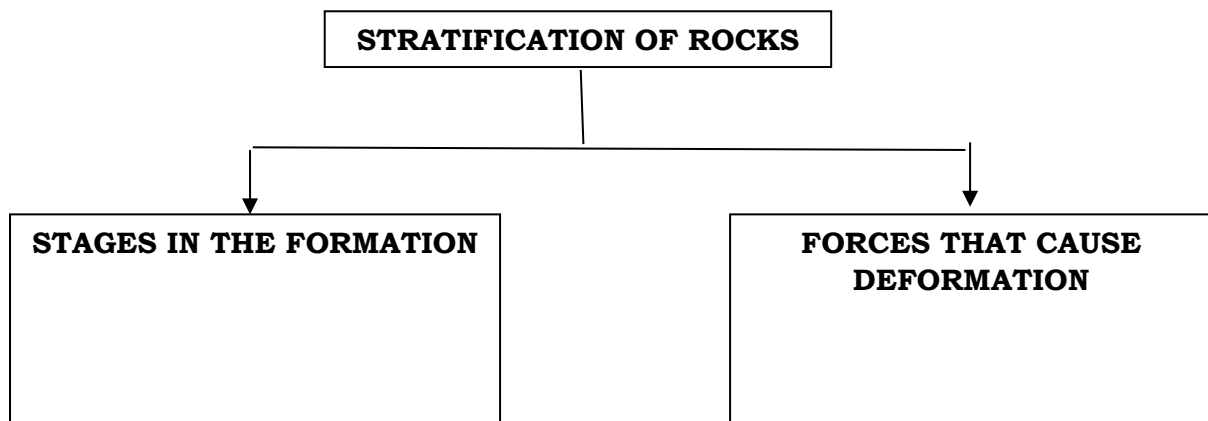 STRATIFICATION OF ROCKS
STAGES IN THE FORMATION
FORCES THAT CAUSE
DEFORMATION